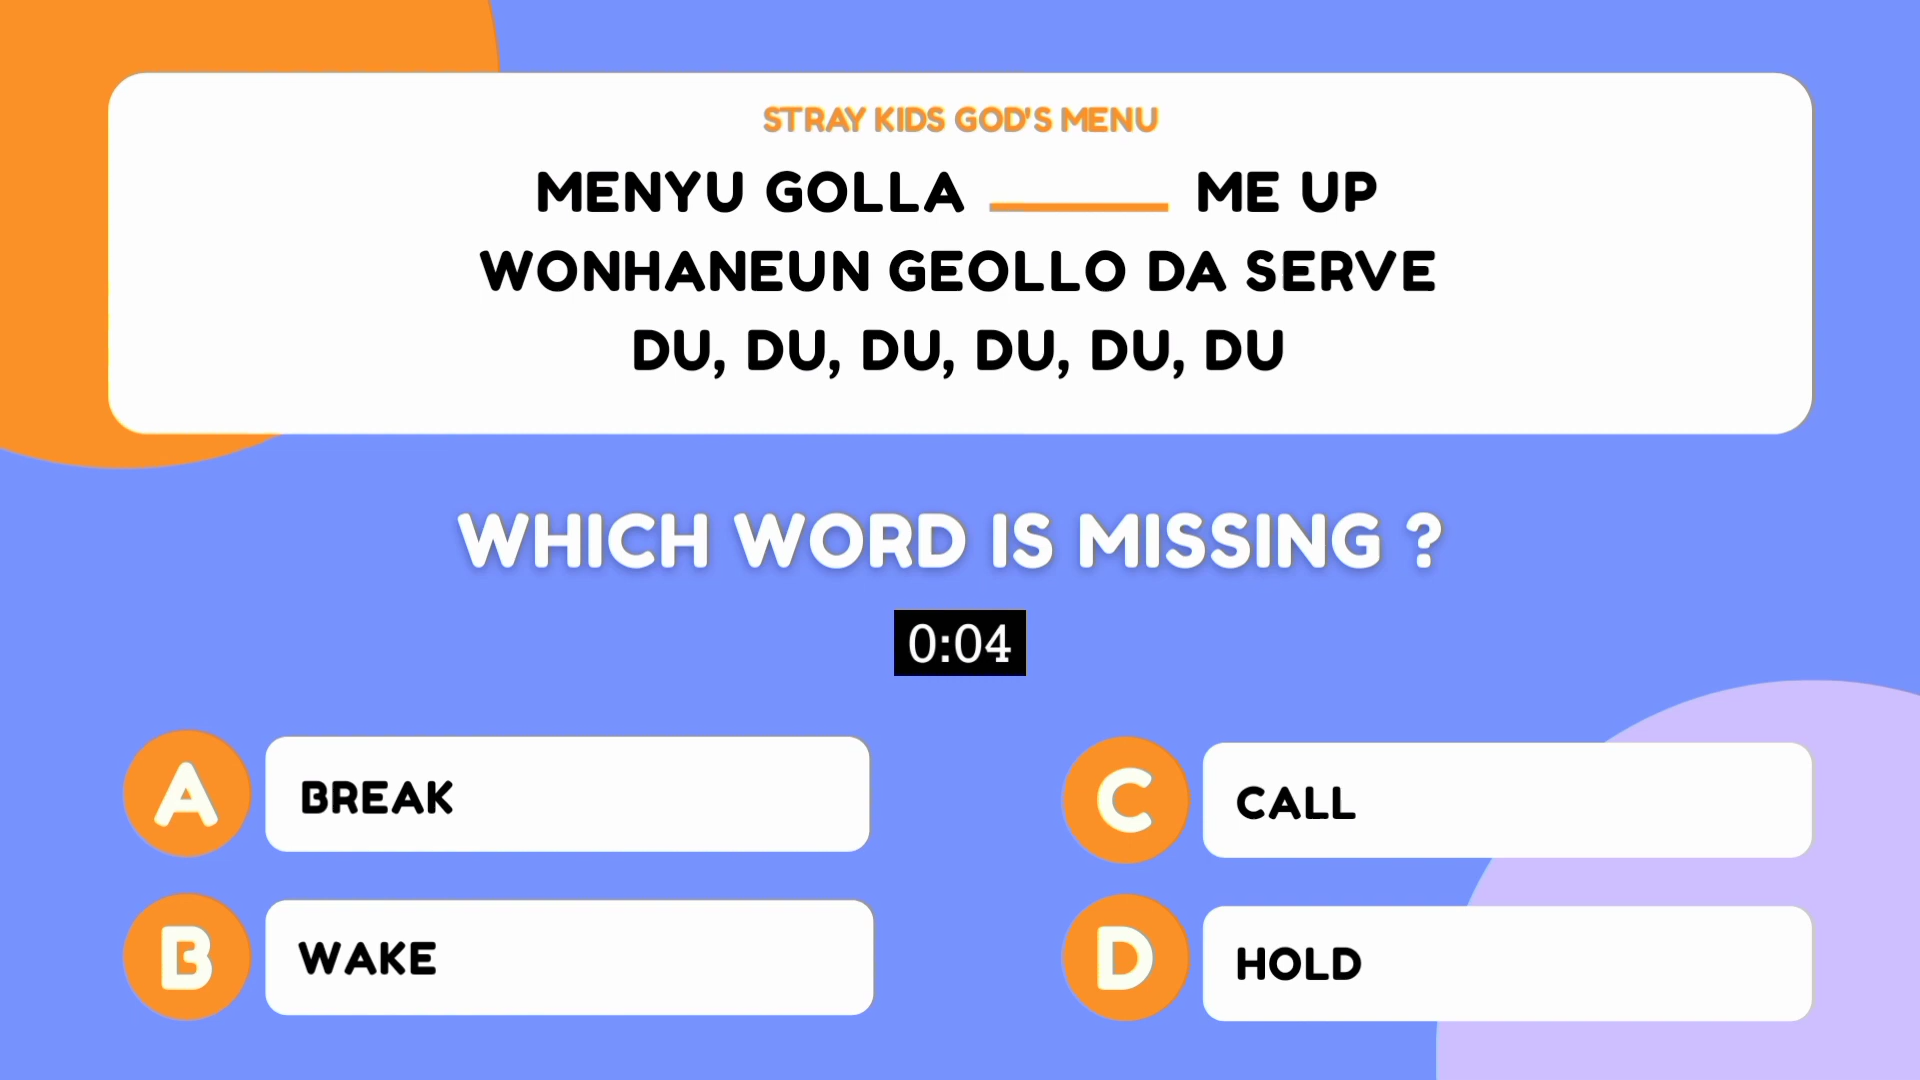 STRAY KIDS GOD'S MENU
MENYU GOLLA ____ ME UP
WONHANEUN GEOLLO DA SERVE
DU, DU, DU, DU, DU, DU
WHICH WORD IS MISSING ?
0:04
A BREAK
B WAKE
C CALL
D HOLD